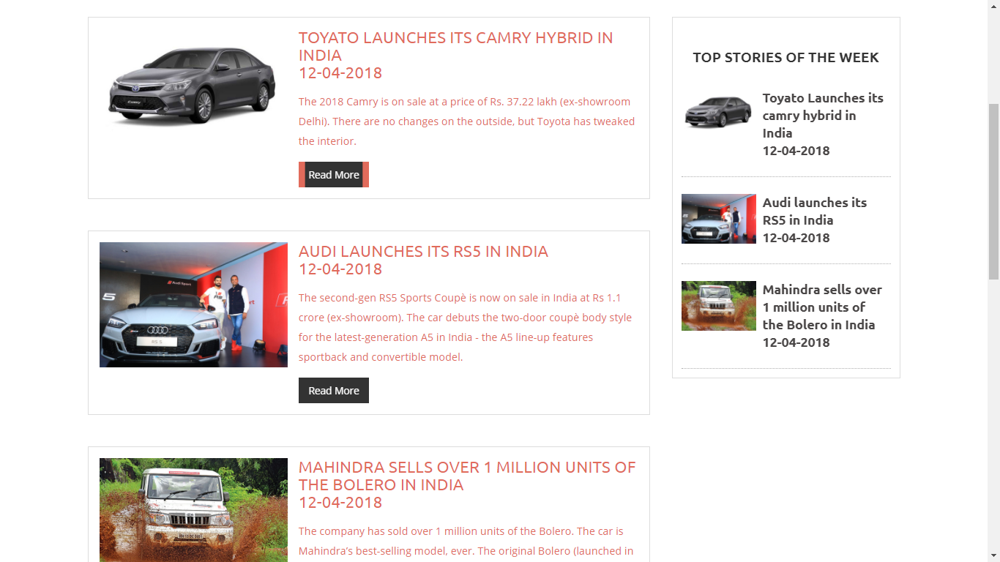 TOYATO LAUNCHES ITS CAMRY HYBRID IN
INDIA
12-04-2018
The 2018 Camry is on sale at a price of Rs. 37.22 lakh (ex-showroom
Delhi). There are no changes on the outside, but Toyota has tweaked
the interior.
Read More
AUDI LAUNCHES ITS RS5 IN INDIA
12-04-2018
The second-gen RS5 Sports Coupè is now on sale in India at Rs 1.1
crore (ex-showroom). The car debuts the two-door coupè body style
for the latest-generation A5 in India - the A5 line-up features
sportback and convertible model.
Read More
Audi Sport
RS 5
MAHINDRA SELLS OVER 1 MILLION UNITS OF
THE BOLERO IN INDIA
12-04-2018
The company has sold over 1 million units of the Bolero. The car is
Mahindra’s best-selling model, ever. The original Bolero (launched in
TOP STORIES OF THE WEEK
Toyato Launches its
camry hybrid in
India
12-04-2018
Audi launches its
RS5 in India
12-04-2018
Mahindra sells over
1 million units of
the Bolero in India
12-04-2018